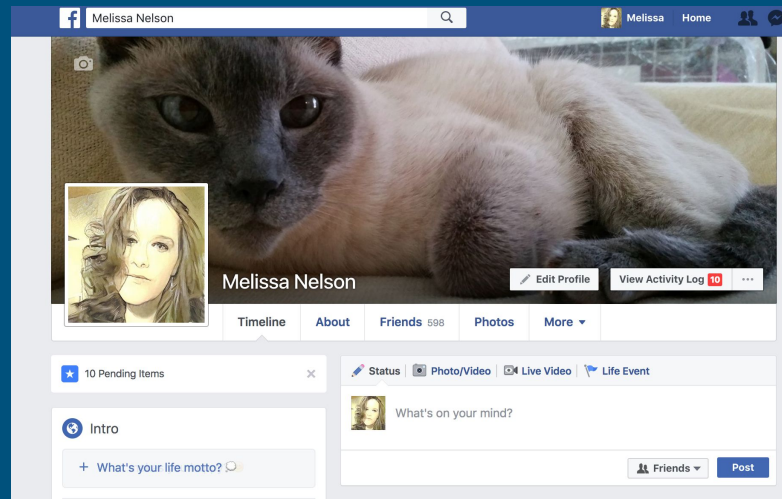 f Melissa Nelson Melissa Home
Melissa Nelson
Edit Profile View Activity Log 10 ...
Timeline About Friends 598 Photos More
10 Pending Items
Status Photo/Video Live Video Life Event
What's on your mind?
Intro
+ What's your life motto?
Friends Post